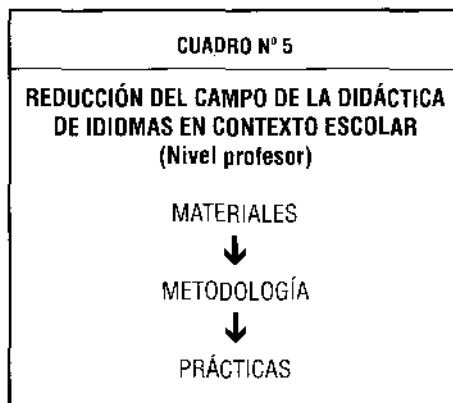 CUADRO Nº 5
REDUCCIÓN DEL CAMPO DE LA DIDÁCTICA
DE IDIOMAS EN CONTEXTO ESCOLAR
(Nivel profesor)
MATERIALES
METODOLOGÍA
PRÁCTICAS